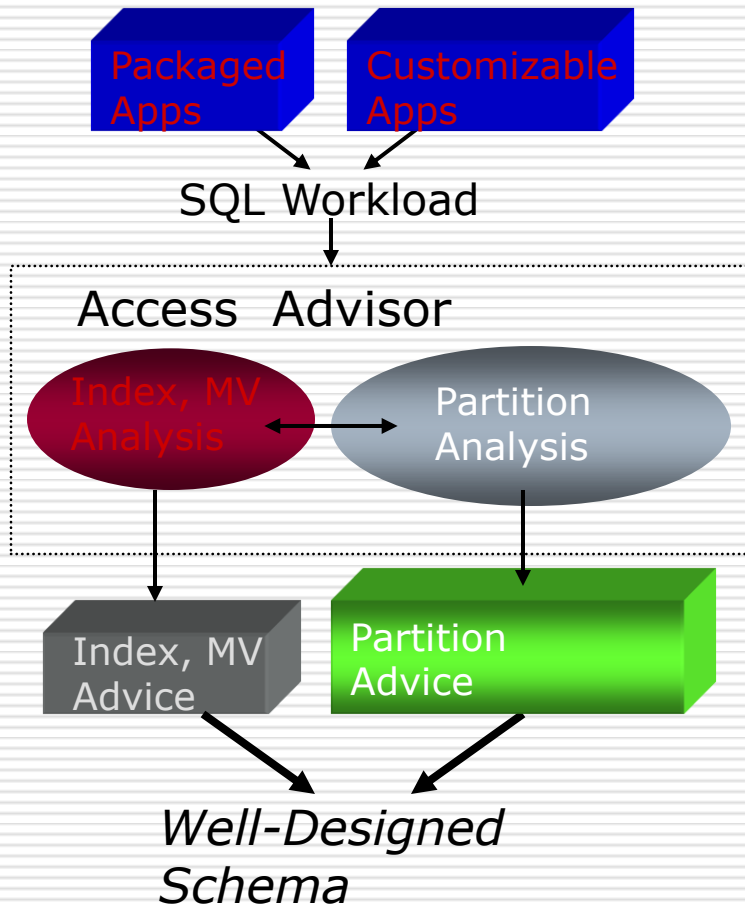 Packaged
Apps
Customizable
Apps
SQL Workload
Access Advisor
Index, MV
Analysis
Partition
Analysis
Index, MV
Advice
Partition
Advice
Well-Designed
Schema